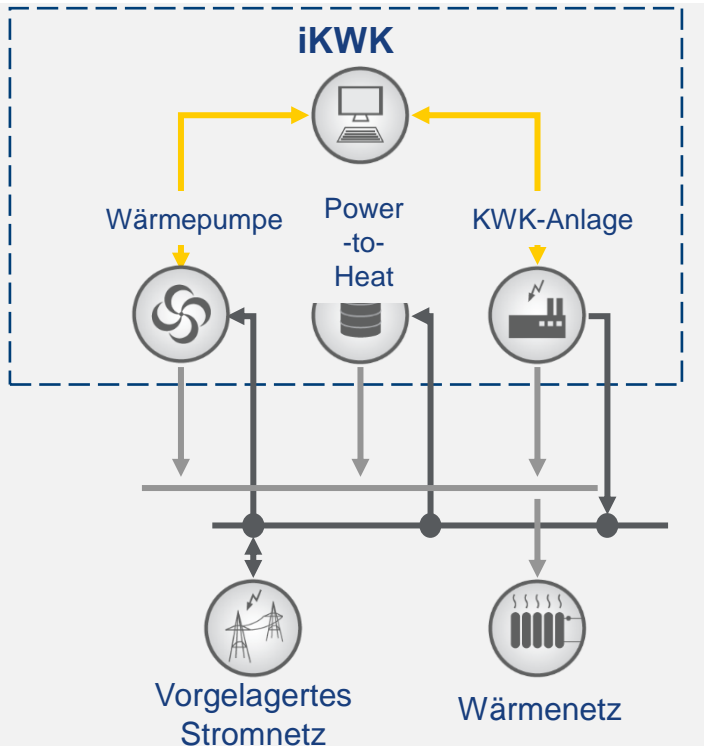 iKWK
Wärmepumpe
Power
-to-
Heat
KWK-Anlage
Vorgelagertes
Stromnetz
Wärmenetz